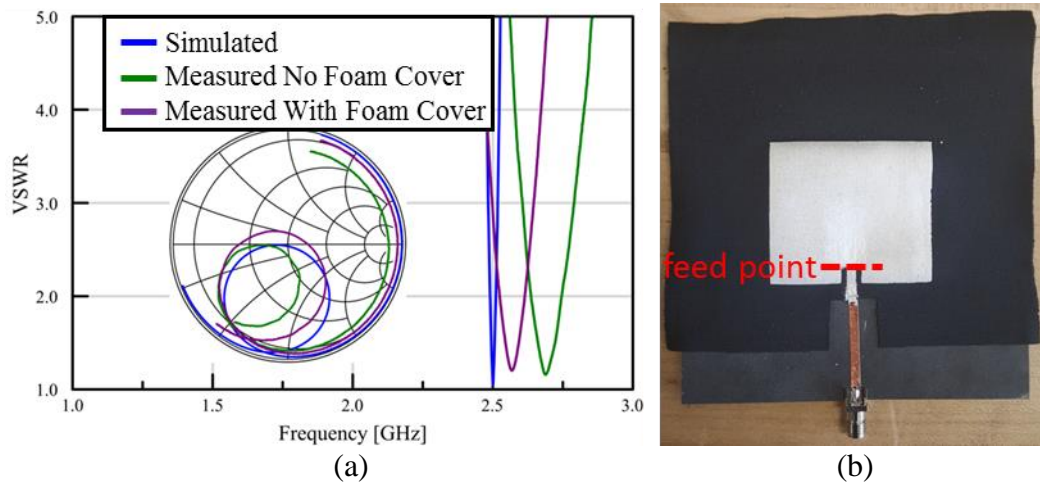 5.0
Simulated
Measured No Foam Cover
Measured With Foam Cover
4.0
VSWR
3.0
feed point
2.0
1.0
1.0 1.5 2.0 2.5 3.0
Frequency [GHz]
(a) (b)